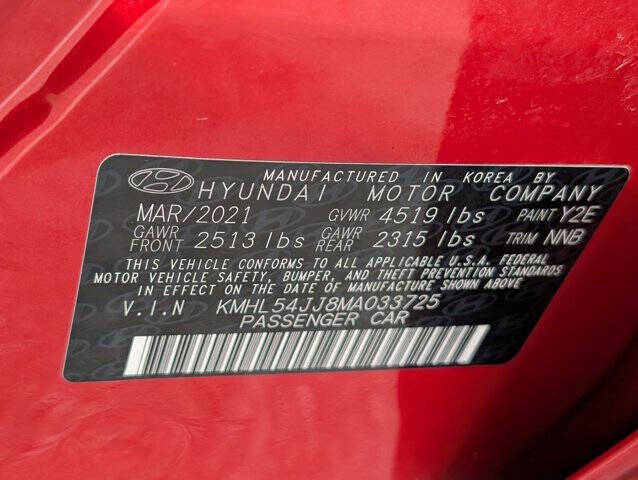 MANUFACTURED IN KOREA BY
HYUNDAI MOTOR COMPANY
MAR/2021 GVWR 4519 lbs PAINT Y2E
GAWR FRONT 2513 lbs GAWR REAR 2315 lbs TRIM NNB
THIS VEHICLE CONFORMS TO ALL APPLICABLE U.S.A. FEDERAL
MOTOR VEHICLE SAFETY, BUMPER, AND THEFT PREVENTION STANDARDS
IN EFFECT ON THE DATE OF MANUFACTURE SHOWN ABOVE.
V.I.N KMHL54JJ8MA033725
PASSENGER CAR